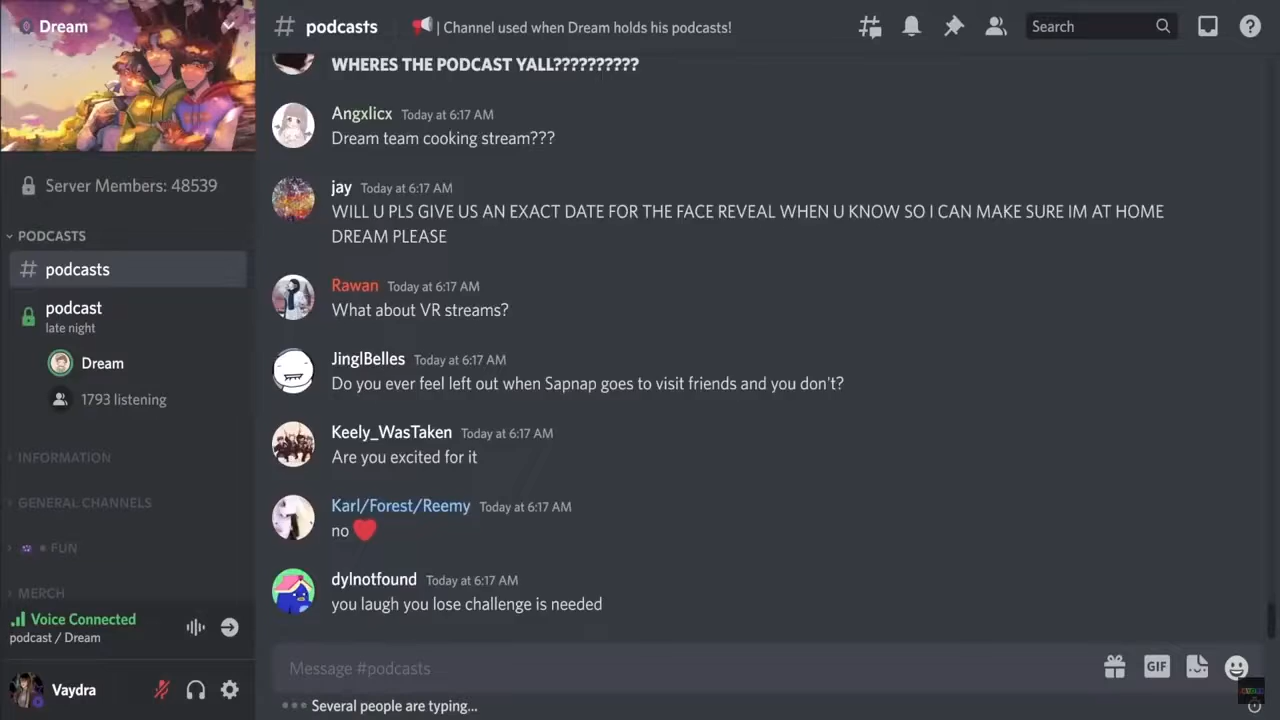 Dream
podcasts
| Channel used when Dream holds his podcasts!
Search
Server Members: 48539
PODCASTS
podcasts
podcast
late night
Dream
1793 listening
INFORMATION
GENERAL CHANNELS
FUN
MERCH
Voice Connected
podcast / Dream
Vaydra
WHERES THE PODCAST YALL??????????
Angxlicx Today at 6:17 AM
Dream team cooking stream???
jay Today at 6:17 AM
WILL U PLS GIVE US AN EXACT DATE FOR THE FACE REVEAL WHEN U KNOW SO I CAN MAKE SURE IM AT HOME
DREAM PLEASE
Rawan Today at 6:17 AM
What about VR streams?
JinglBelles Today at 6:17 AM
Do you ever feel left out when Sapnap goes to visit friends and you don't?
Keely_WasTaken Today at 6:17 AM
Are you excited for it
Karl/Forest/Reemy Today at 6:17 AM
no ❤️
dylnotfound Today at 6:17 AM
you laugh you lose challenge is needed
Message #podcasts
GIF
Several people are typing...